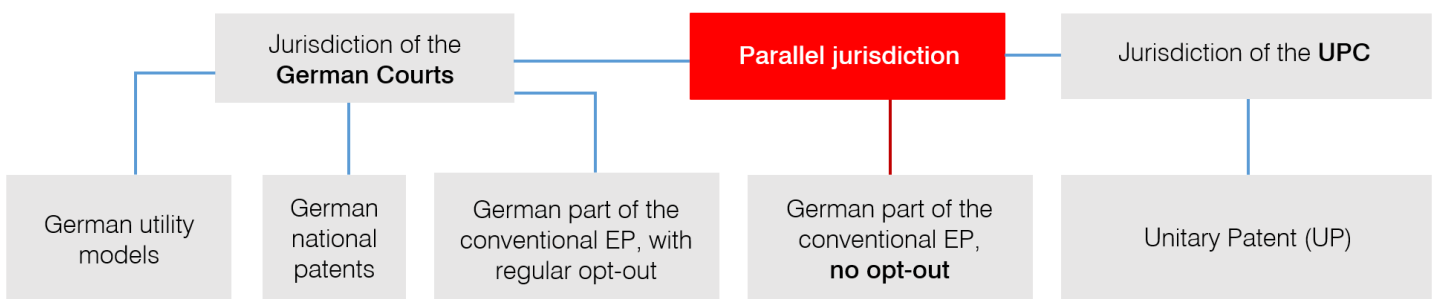 Jurisdiction of the
German Courts
Parallel jurisdiction
Jurisdiction of the UPC
German utility
models
German
national
patents
German part of the
conventional EP, with
regular opt-out
German part of the
conventional EP,
no opt-out
Unitary Patent (UP)